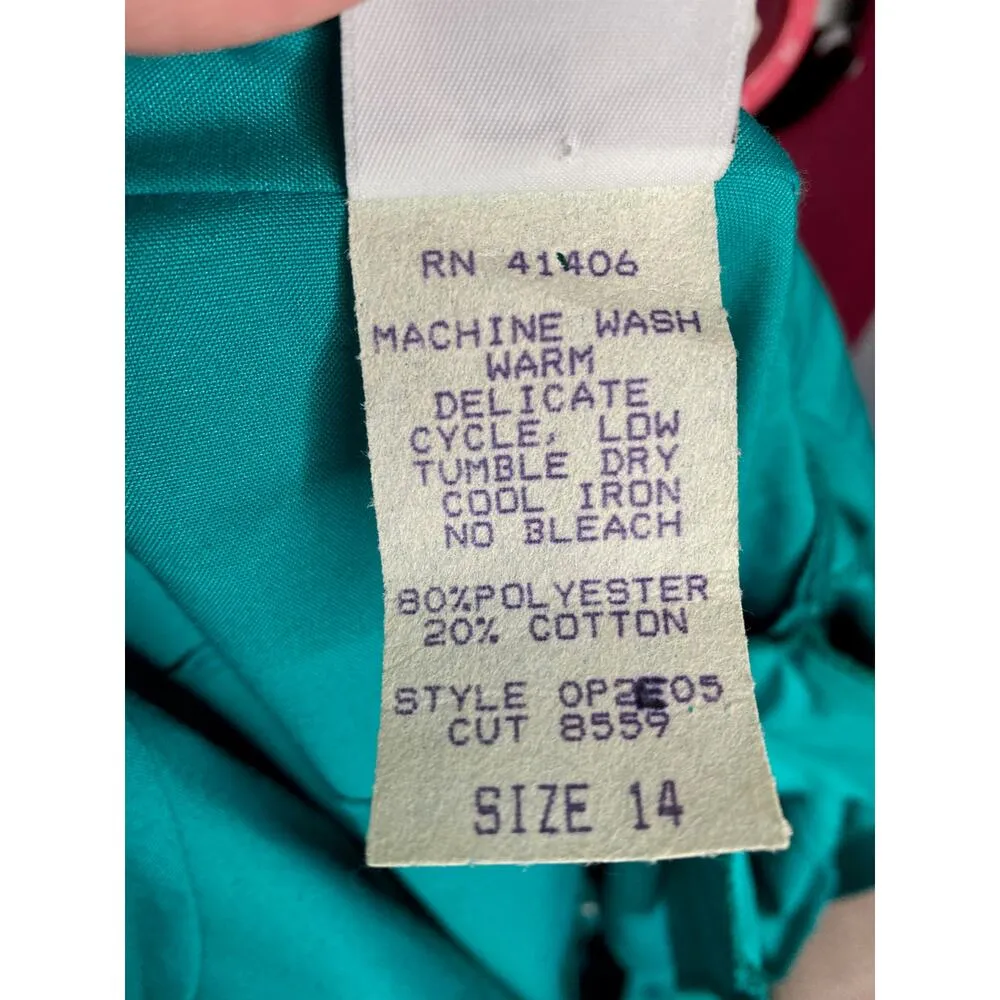 RN 41406
MACHINE WASH
WARM
DELICATE
CYCLE, LOW
TUMBLE DRY
COOL IRON
NO BLEACH
80%POLYESTER
20% COTTON
STYLE
CUT 8559
SIZE 14